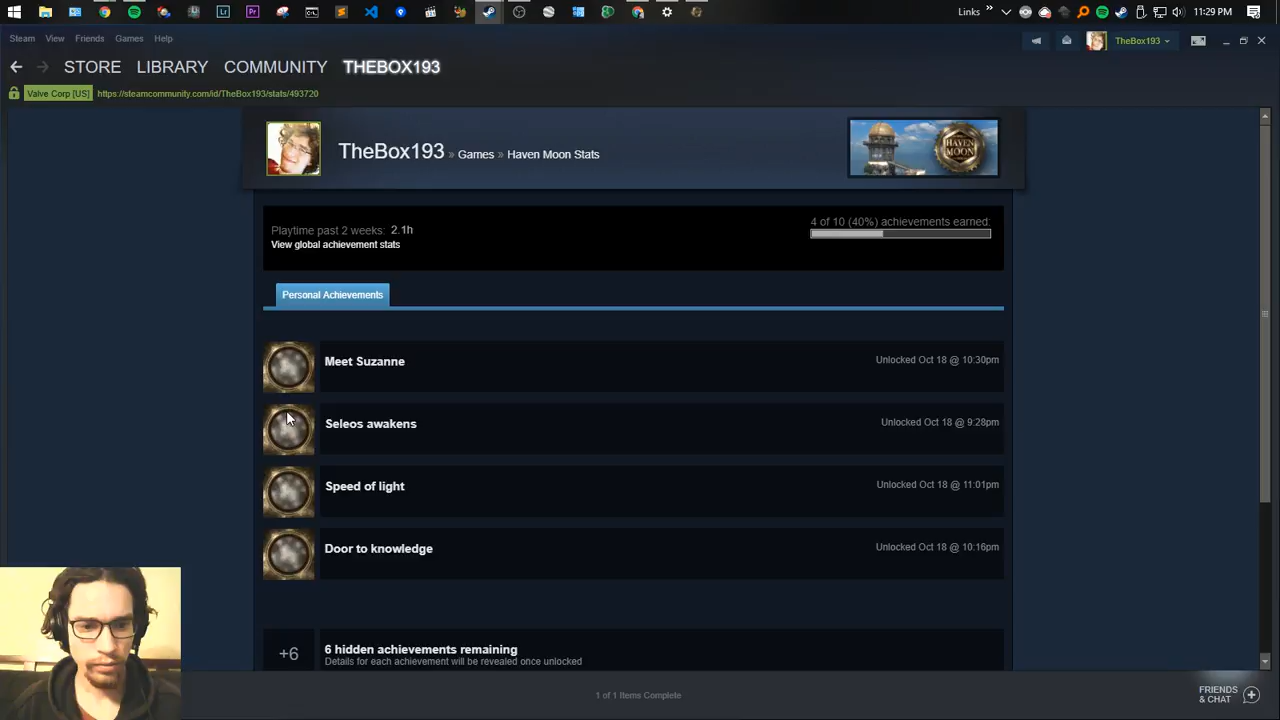 Links
11:29 PM
Steam View Friends Games Help
TheBox193
STORE LIBRARY COMMUNITY THEBOX193
Valve Corp [US] https://steamcommunity.com/id/TheBox193/stats/493720
TheBox193 » Games » Haven Moon Stats
HAVEN
MOON
Playtime past 2 weeks: 2.1h
View global achievement stats
4 of 10 (40%) achievements earned:
Personal Achievements
Meet Suzanne
Unlocked Oct 18 @ 10:30pm
Seleos awakens
Unlocked Oct 18 @ 9:28pm
Speed of light
Unlocked Oct 18 @ 11:01pm
Door to knowledge
Unlocked Oct 18 @ 10:16pm
+6
6 hidden achievements remaining
Details for each achievement will be revealed once unlocked
1 of 1 Items Complete
FRIENDS
& CHAT